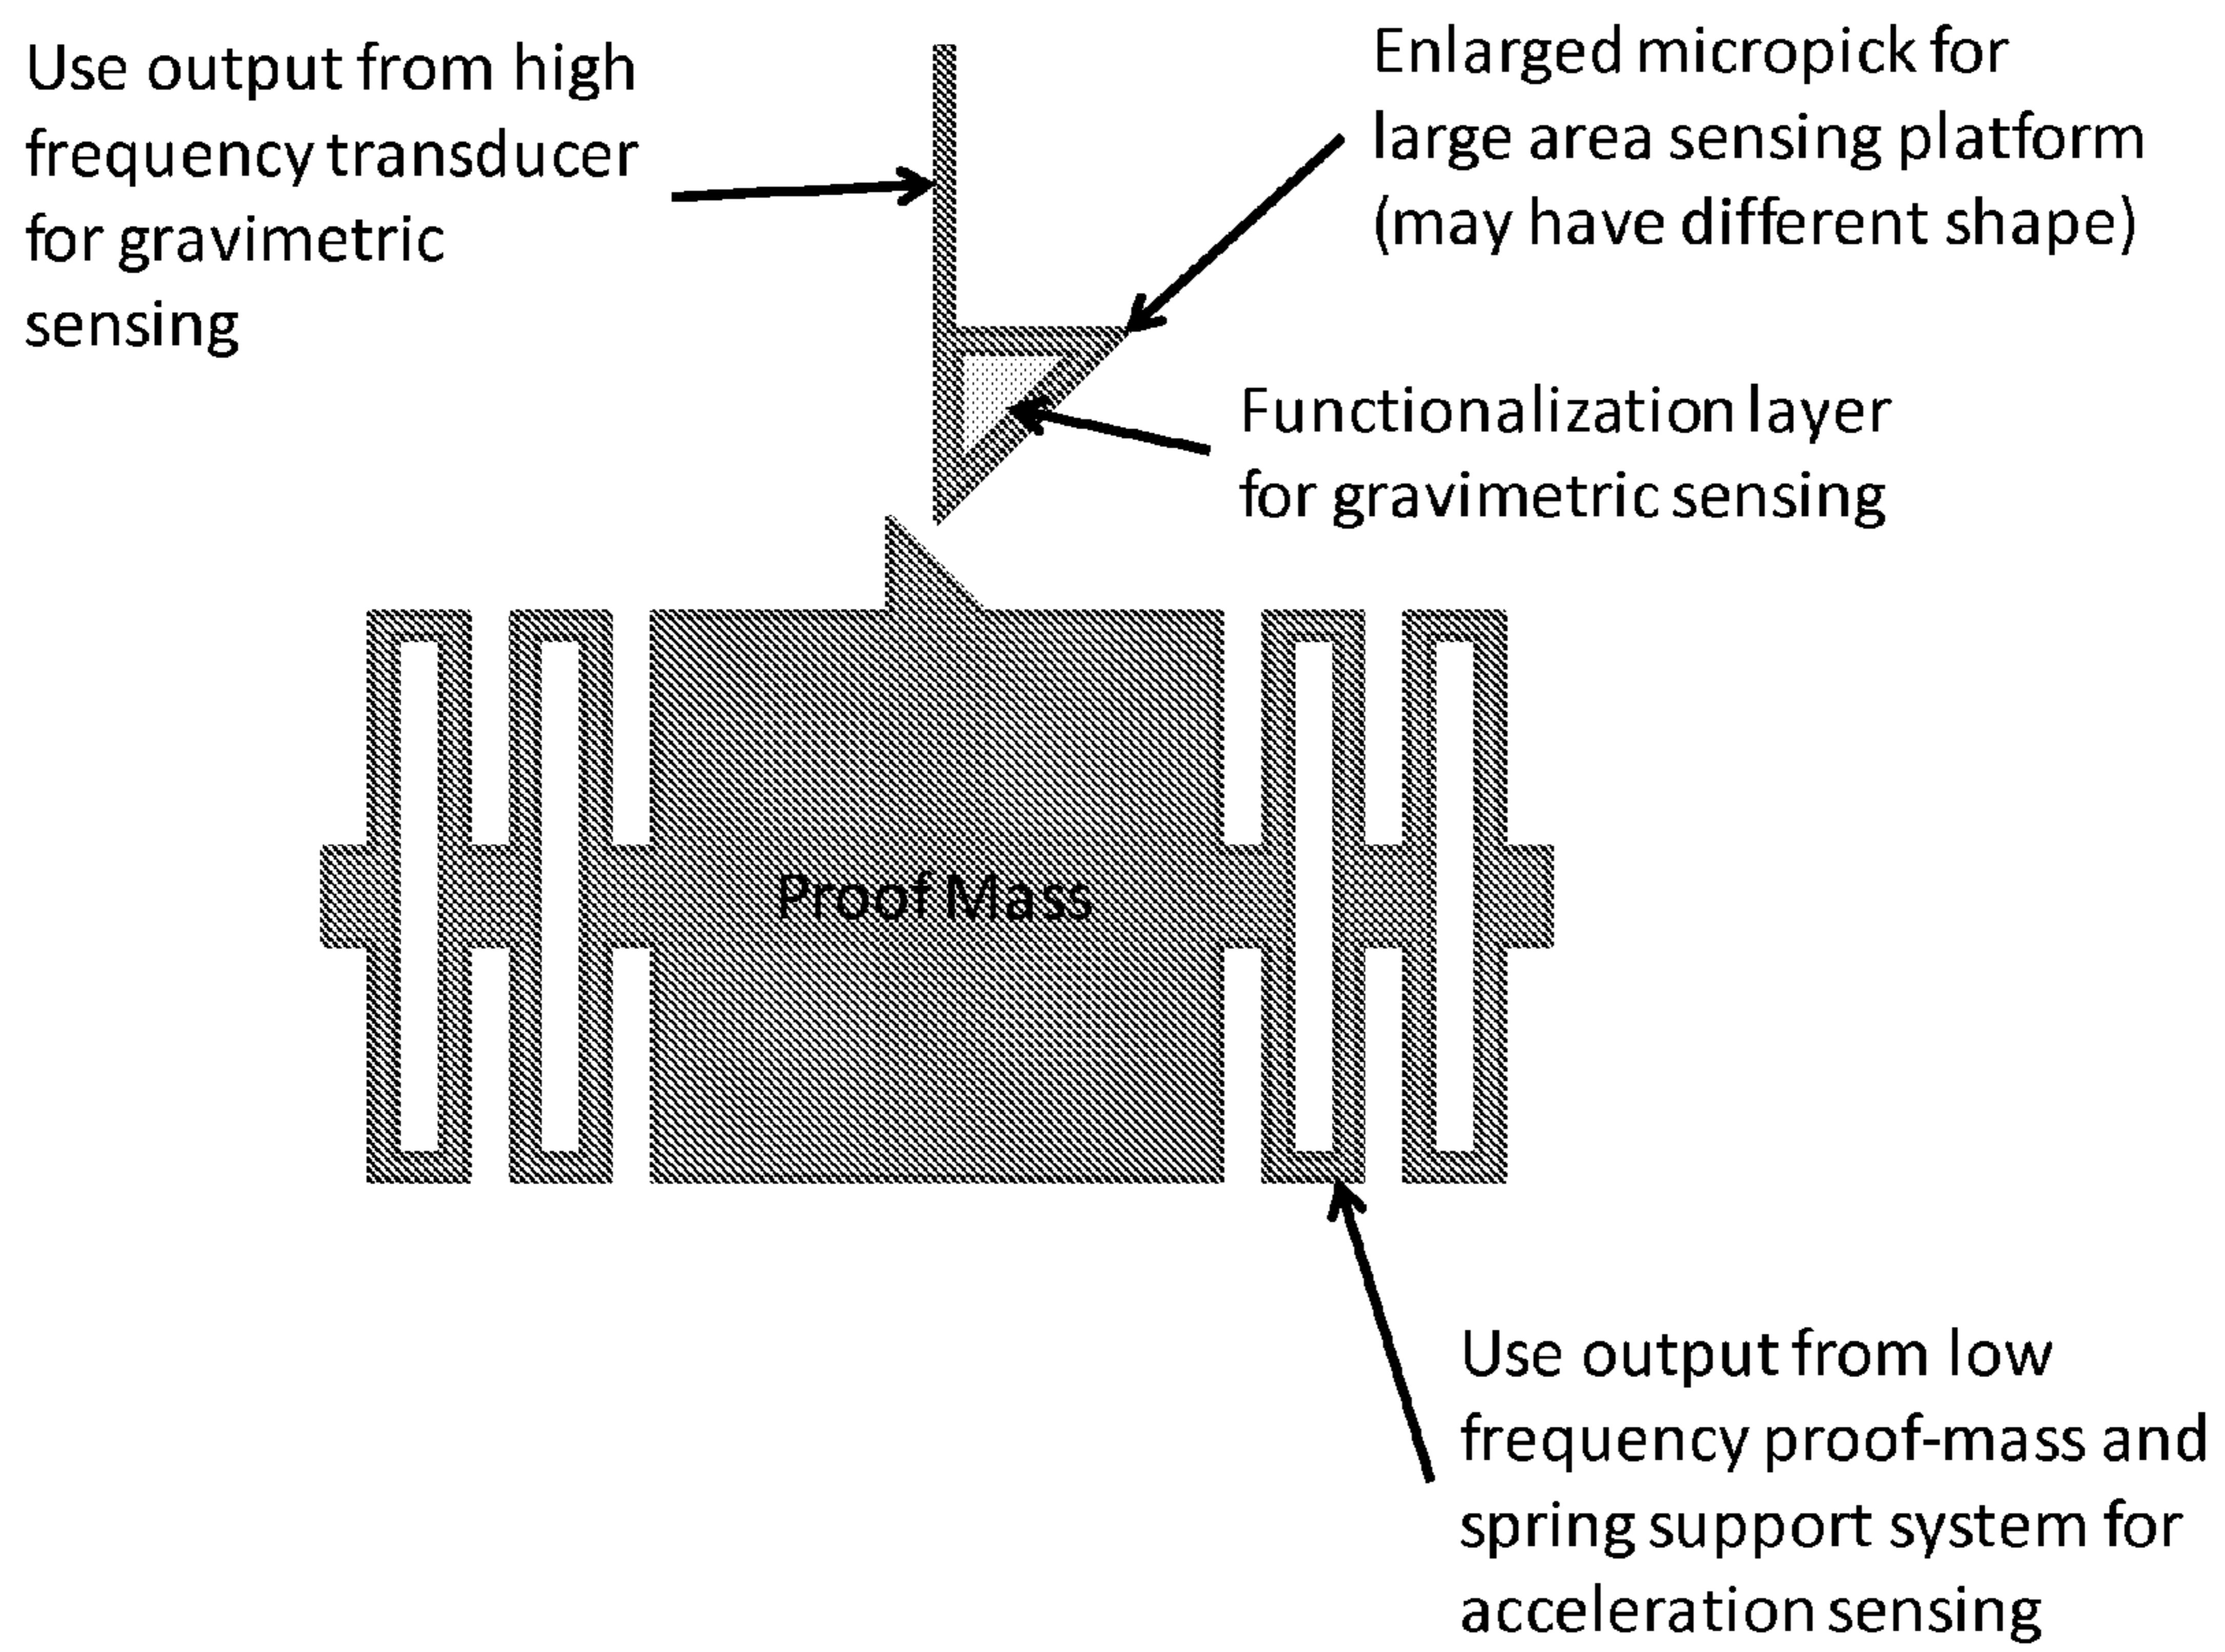 Use output from high
frequency transducer
for gravimetric
sensing
Enlarged micropick for
large area sensing platform
(may have different shape)
Functionalization layer
for gravimetric sensing
Proof Mass
Use output from low
frequency proof-mass and
spring support system for
acceleration sensing